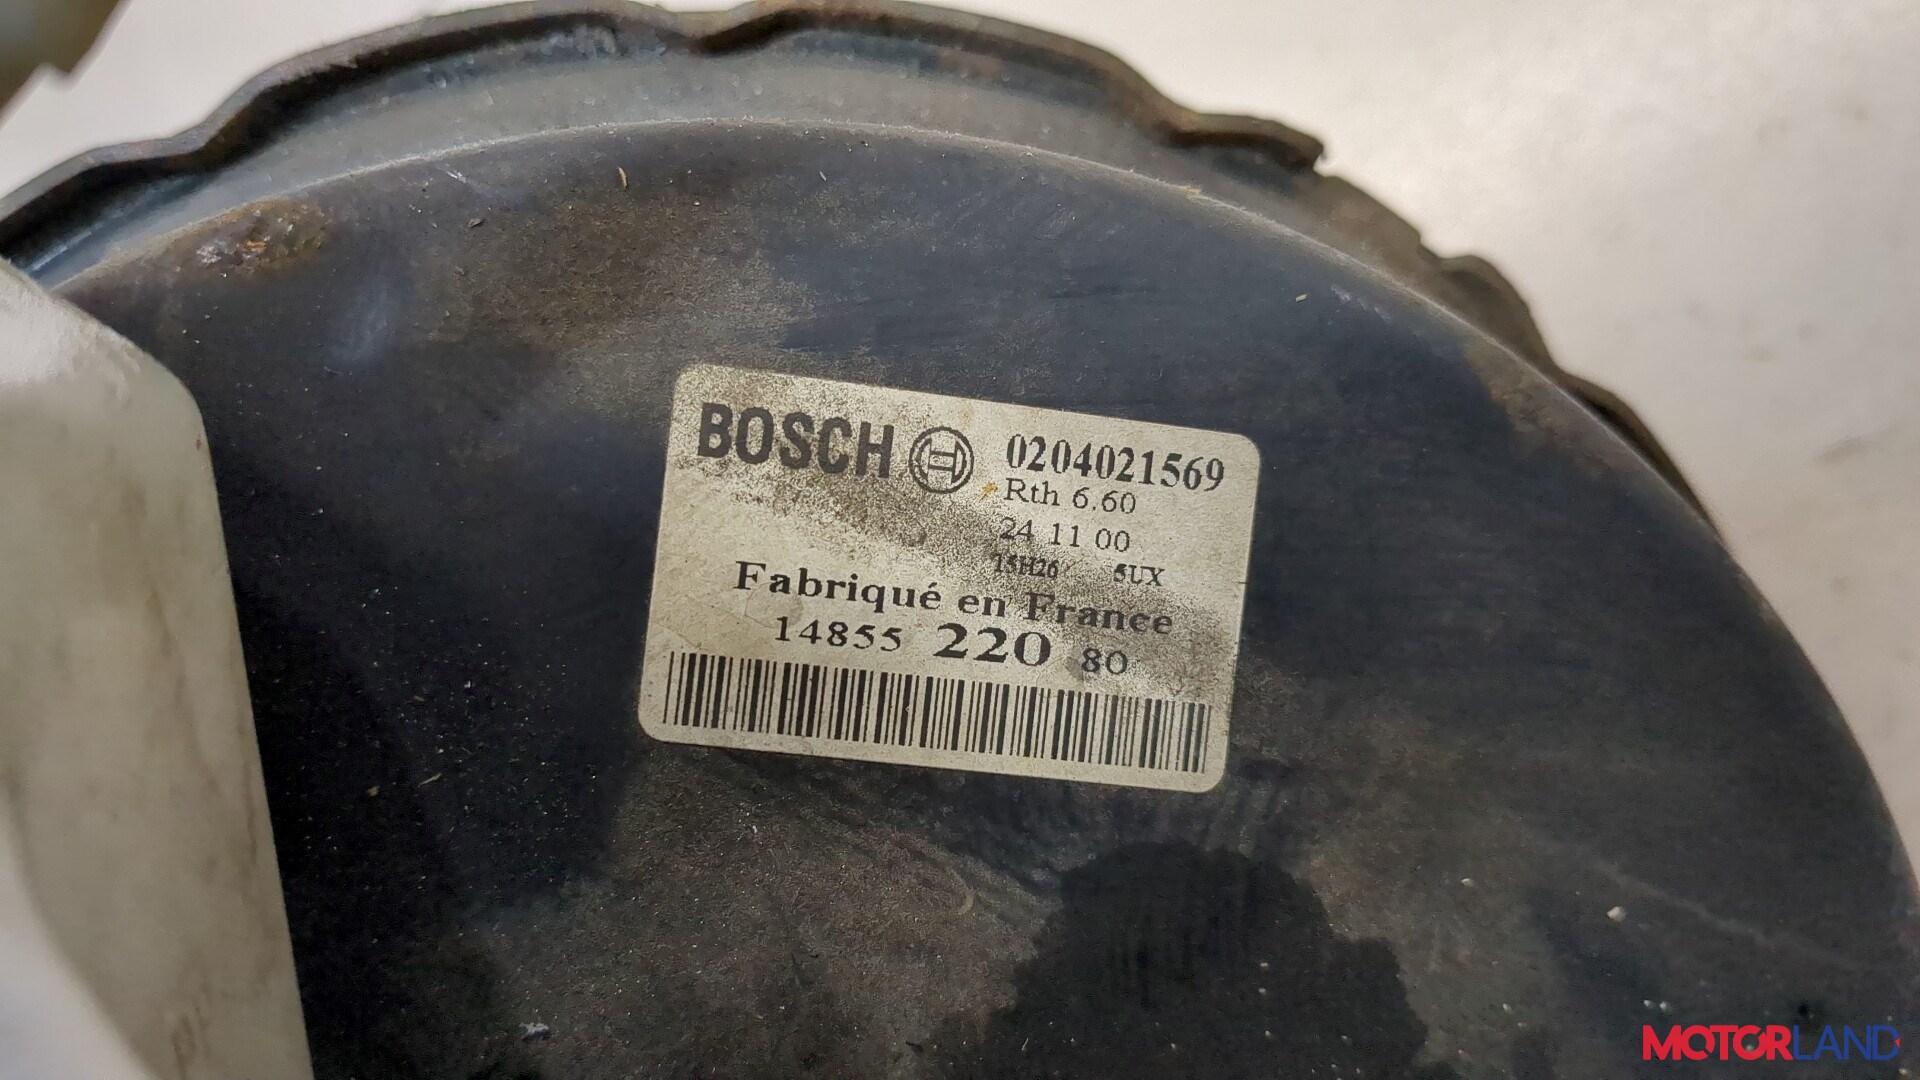 BOSCH 0204021569
Rth 6.60
24 11 00
15H26 5UX
Fabriqué en France
14855 220 80
MOTORLAND